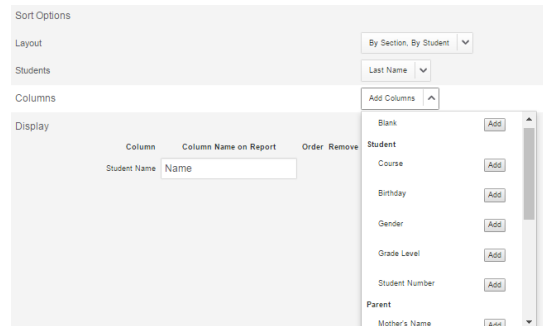 Sort Options
Layout By Section, By Student
Students Last Name
Columns Add Columns
Display
Column Column Name on Report Order Remove
Student Name Name
Blank Add
Student
Course Add
Birthday Add
Gender Add
Grade Level Add
Student Number Add
Parent
Mother's Name Add